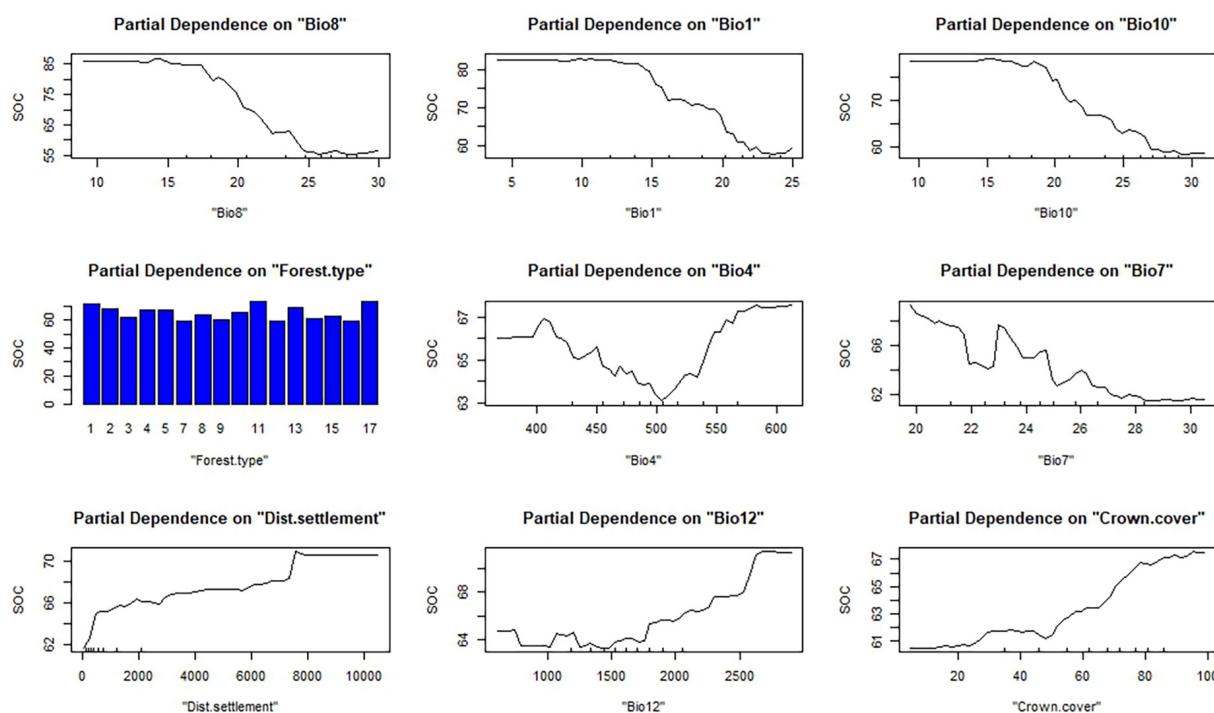 Partial Dependence on "Bio8"
SOC
55 65 75 85
10 15 20 25 30
"Bio8"
Partial Dependence on "Bio1"
SOC
60 70 80
5 10 15 20 25
"Bio1"
Partial Dependence on "Bio10"
SOC
60 70
10 15 20 25 30
"Bio10"
Partial Dependence on "Forest.type"
SOC
0 20 40 60
1 2 3 4 5 7 8 9 11 13 15 17
"Forest.type"
Partial Dependence on "Bio4"
SOC
63 65 67
400 450 500 550 600
"Bio4"
Partial Dependence on "Bio7"
SOC
62 66
20 22 24 26 28 30
"Bio7"
Partial Dependence on "Dist.settlement"
SOC
62 66 70
0 2000 4000 6000 8000 10000
"Dist.settlement"
Partial Dependence on "Bio12"
SOC
64 68
1000 1500 2000 2500
"Bio12"
Partial Dependence on "Crown.cover"
SOC
61 63 65 67
20 40 60 80 100
"Crown.cover"